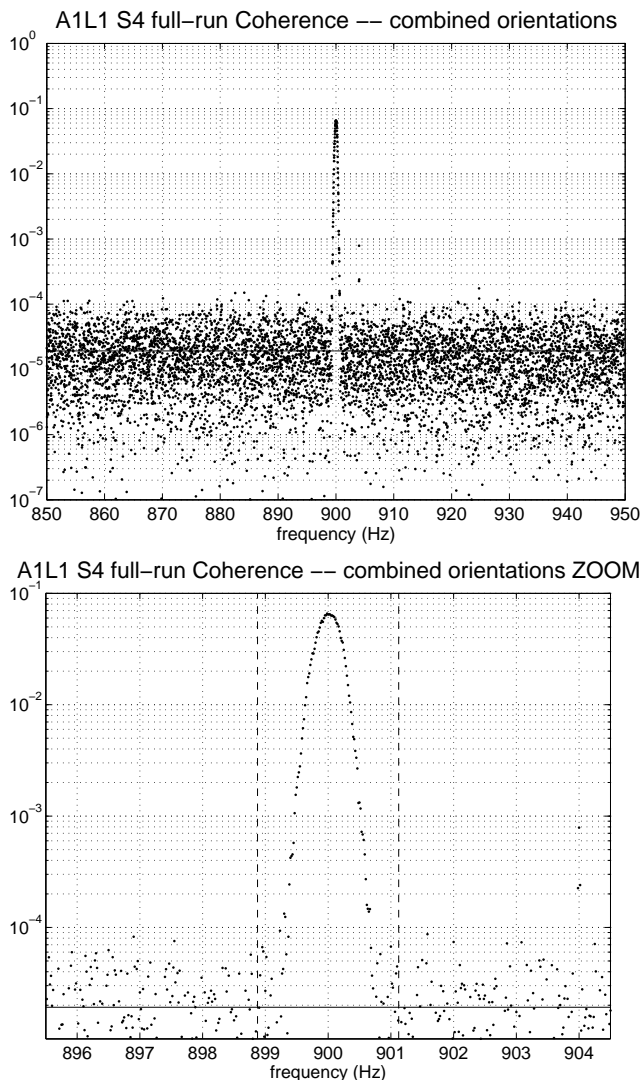 A1L1 S4 full−run Coherence −− combined orientations
10^0
10^-1
10^-2
10^-3
10^-4
10^-5
10^-6
10^-7
850 860 870 880 890 900 910 920 930 940 950
frequency (Hz)
A1L1 S4 full−run Coherence −− combined orientations ZOOM
10^-1
10^-2
10^-3
10^-4
896 897 898 899 900 901 902 903 904
frequency (Hz)